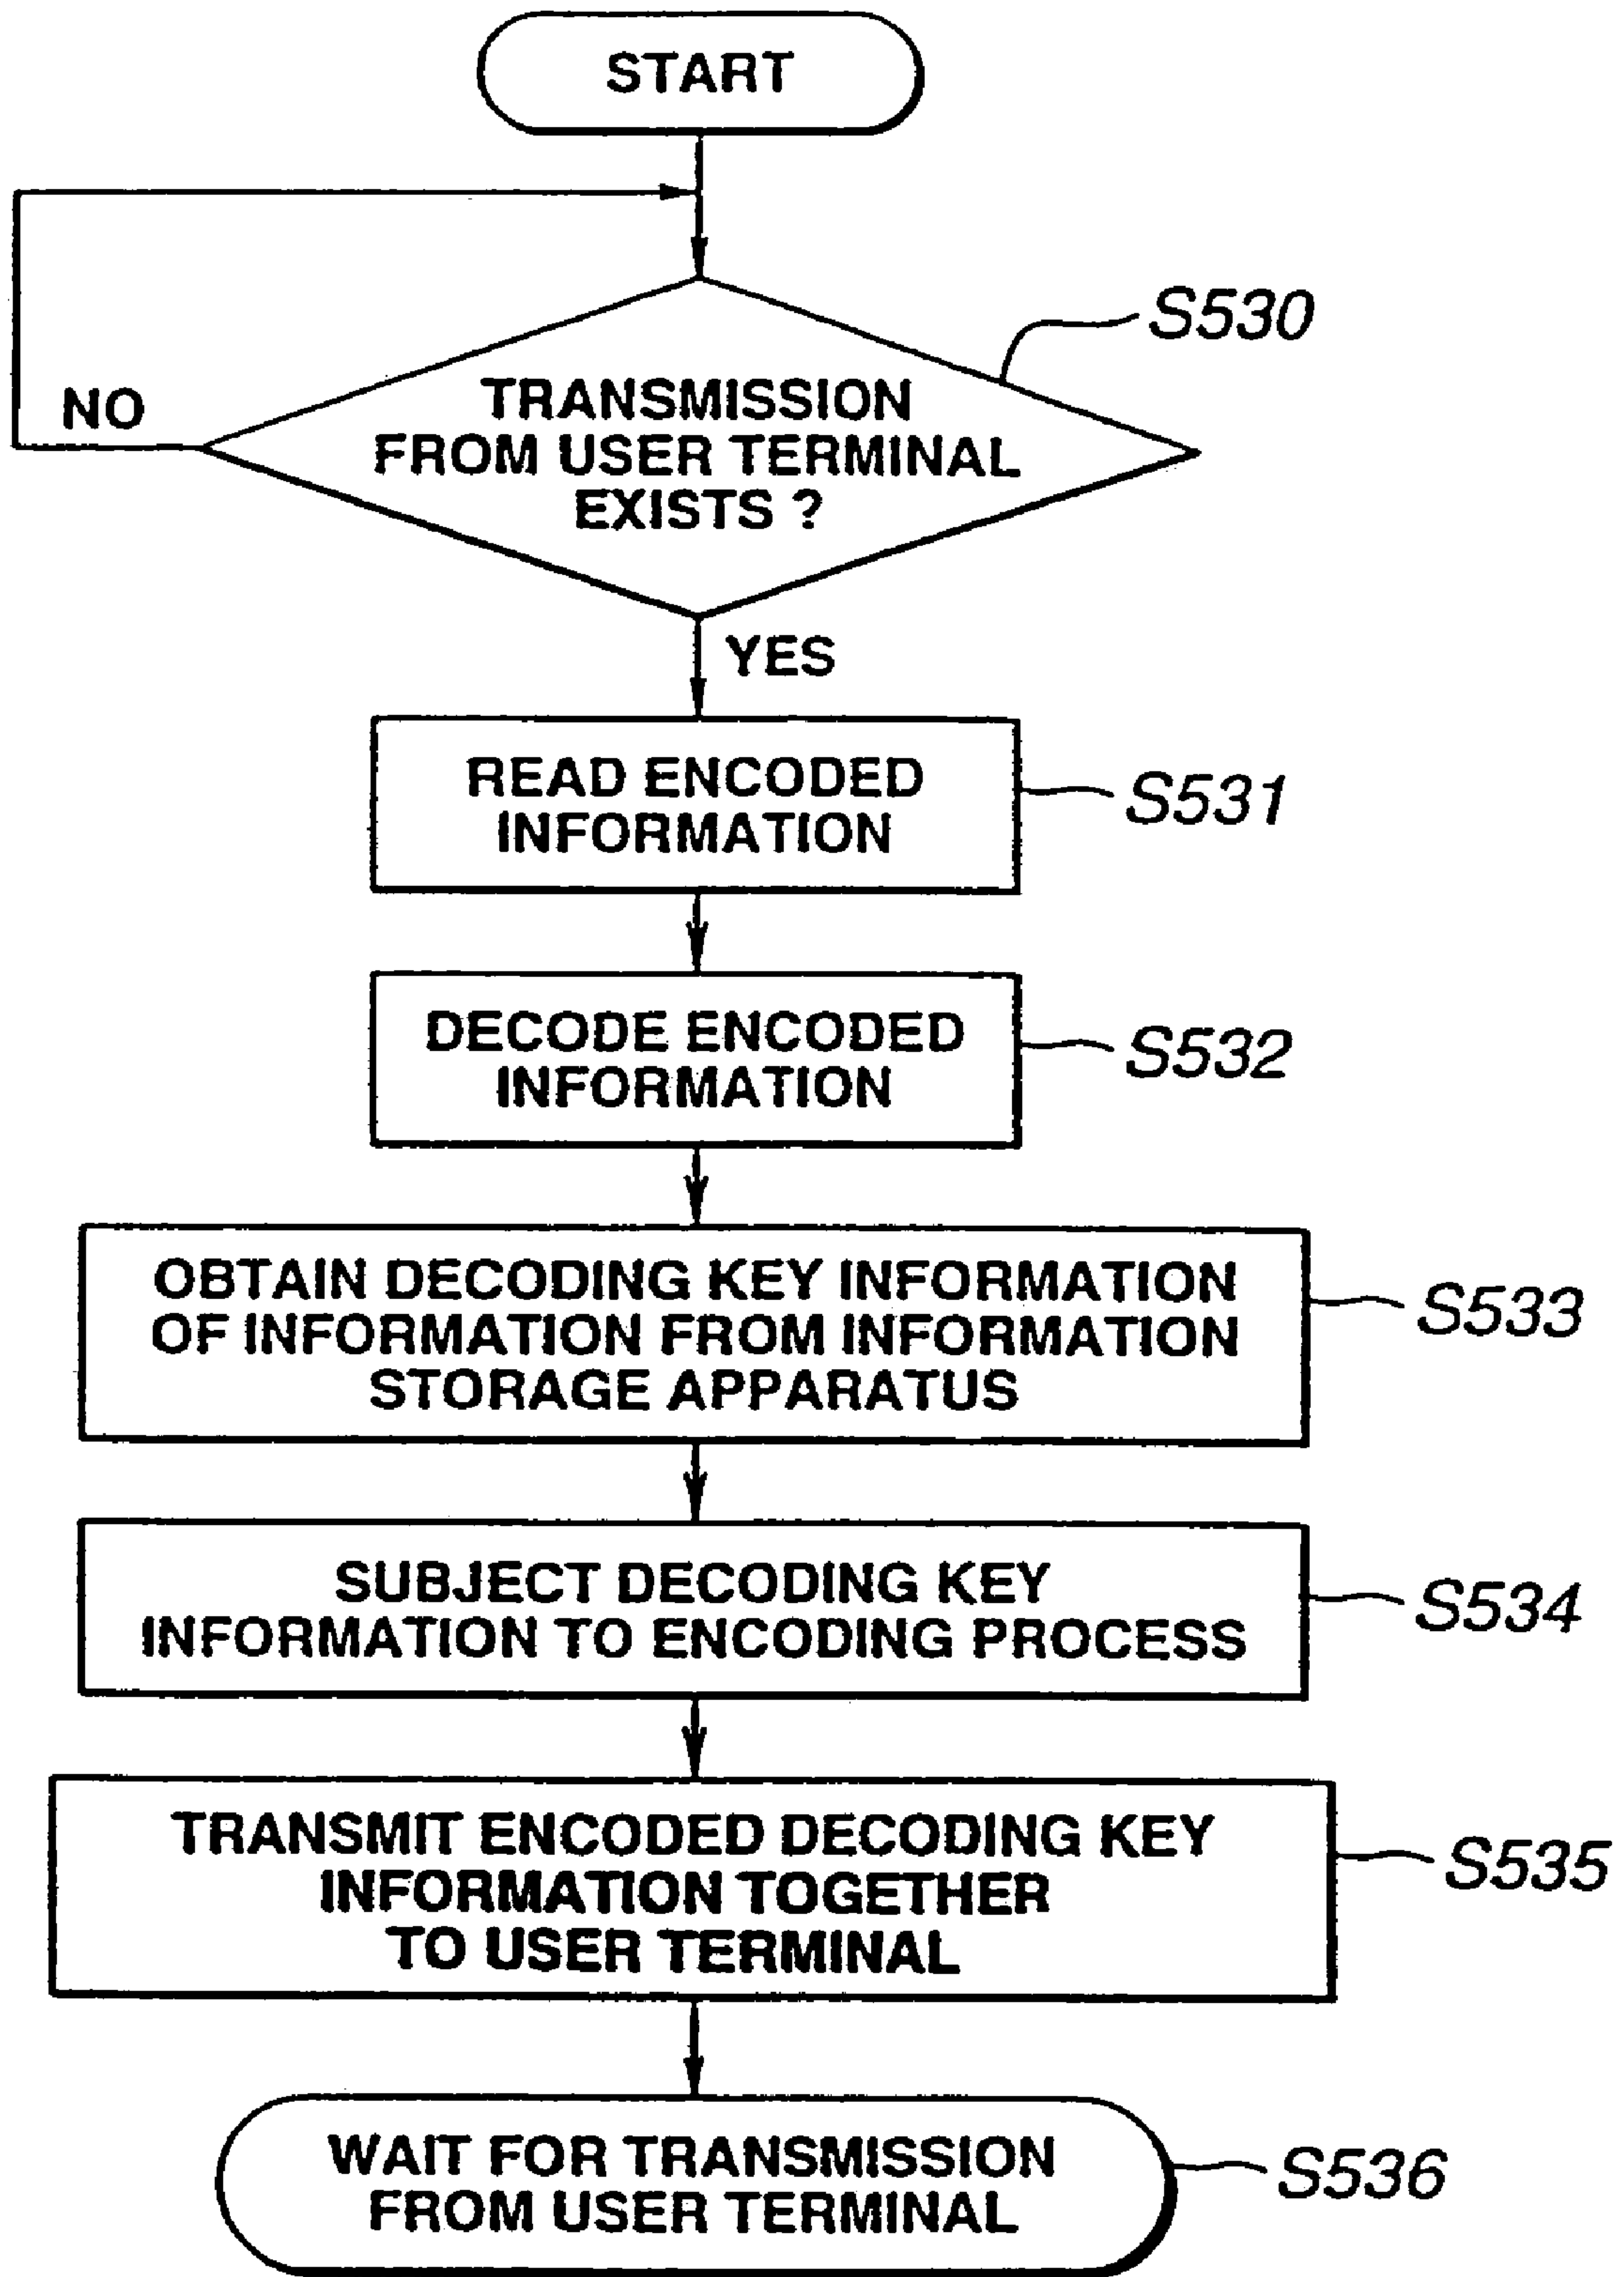 START
S530
TRANSMISSION
NO
FROM USER TERMINAL
EXISTS ?
YES
READ ENCODED
INFORMATION
S531
DECODE ENCODED
INFORMATION
S532
OBTAIN DECODING KEY INFORMATION
OF INFORMATION FROM INFORMATION
STORAGE APPARATUS
S533
SUBJECT DECODING KEY
INFORMATION TO ENCODING PROCESS
S534
TRANSMIT ENCODED DECODING KEY
INFORMATION TOGETHER
TO USER TERMINAL
S535
WAIT FOR TRANSMISSION
FROM USER TERMINAL
S536